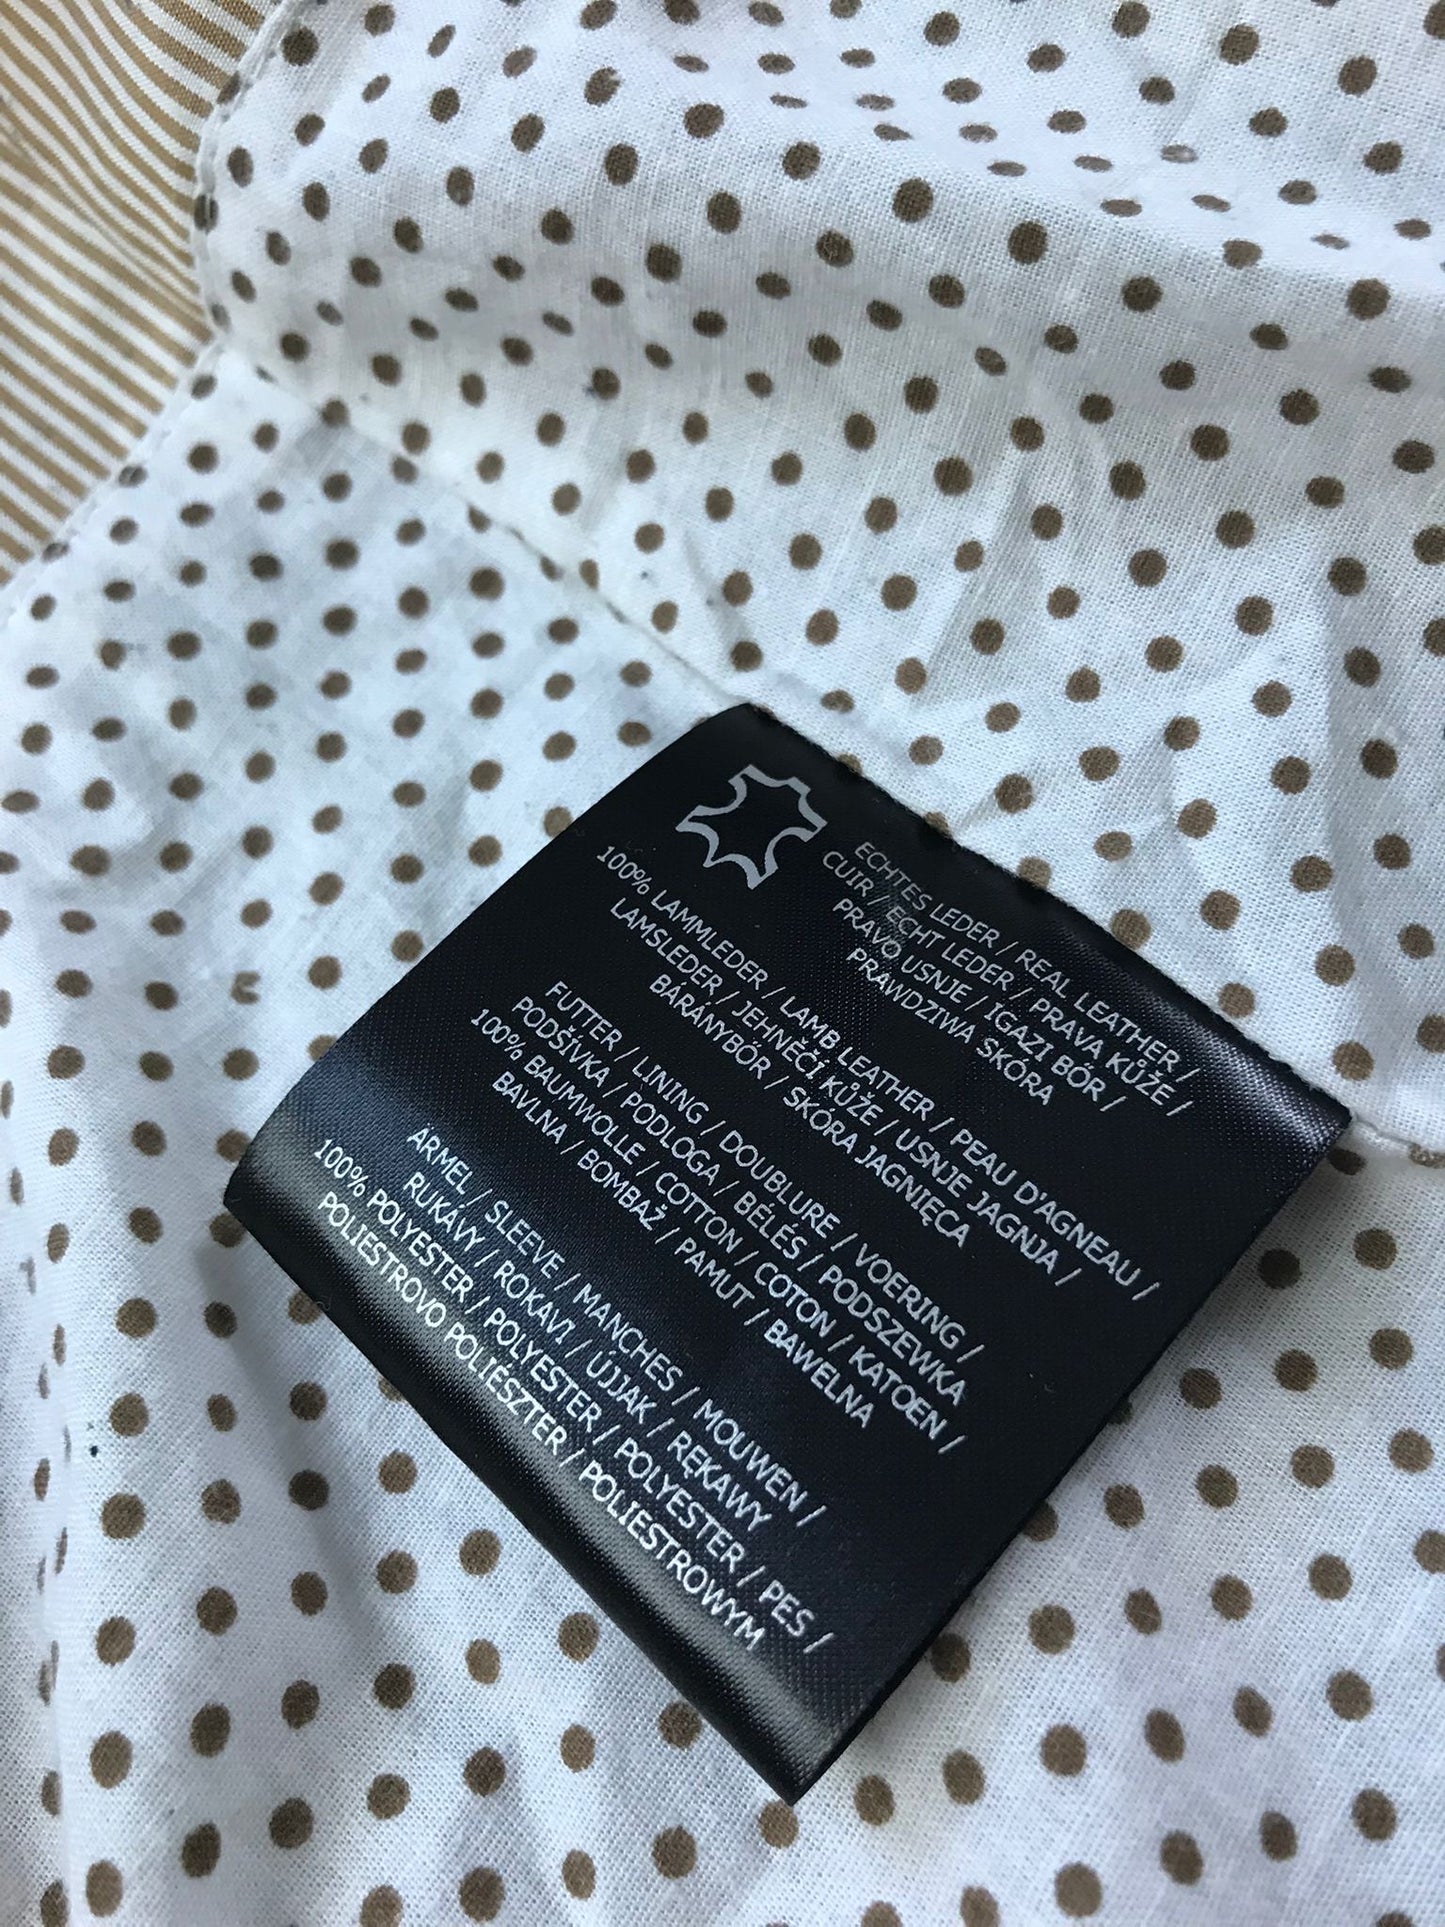 ECHTES LEDER / REAL LEATHER /
CUIR / ECHT LEDER / PRAVA KŮŽE /
PRAVO USNJE / IGAZI BŐR /
PRAWDZIWA SKÓRA
100% LAMMLEDER / LAMB LEATHER / PEAU D'AGNEAU /
LAMSLEDER / JEHNĚČÍ KŮŽE / USNJE JAGNJA /
BÁRÁNYBŐR / SKÓRA JAGNIĘCA
FUTTER / LINING / DOUBLURE / VOERING /
PODŠÍVKA / PODLOGA / BÉLÉS / PODSZEWKA
100% BAUMWOLLE / COTTON / COTON / KATOEN /
BAVLNA / BOMBAŽ / PAMUT / BAWEŁNA
ARMEL / SLEEVE / MANCHES / MOUWEN /
RUKÁVY / ROKAVI / ÚJJAK / RĘKAWY
100% POLYESTER / POLYESTER / POLYESTER / PES /
POLIESTROVO POLIÉSZTER / POLIESTROWYM